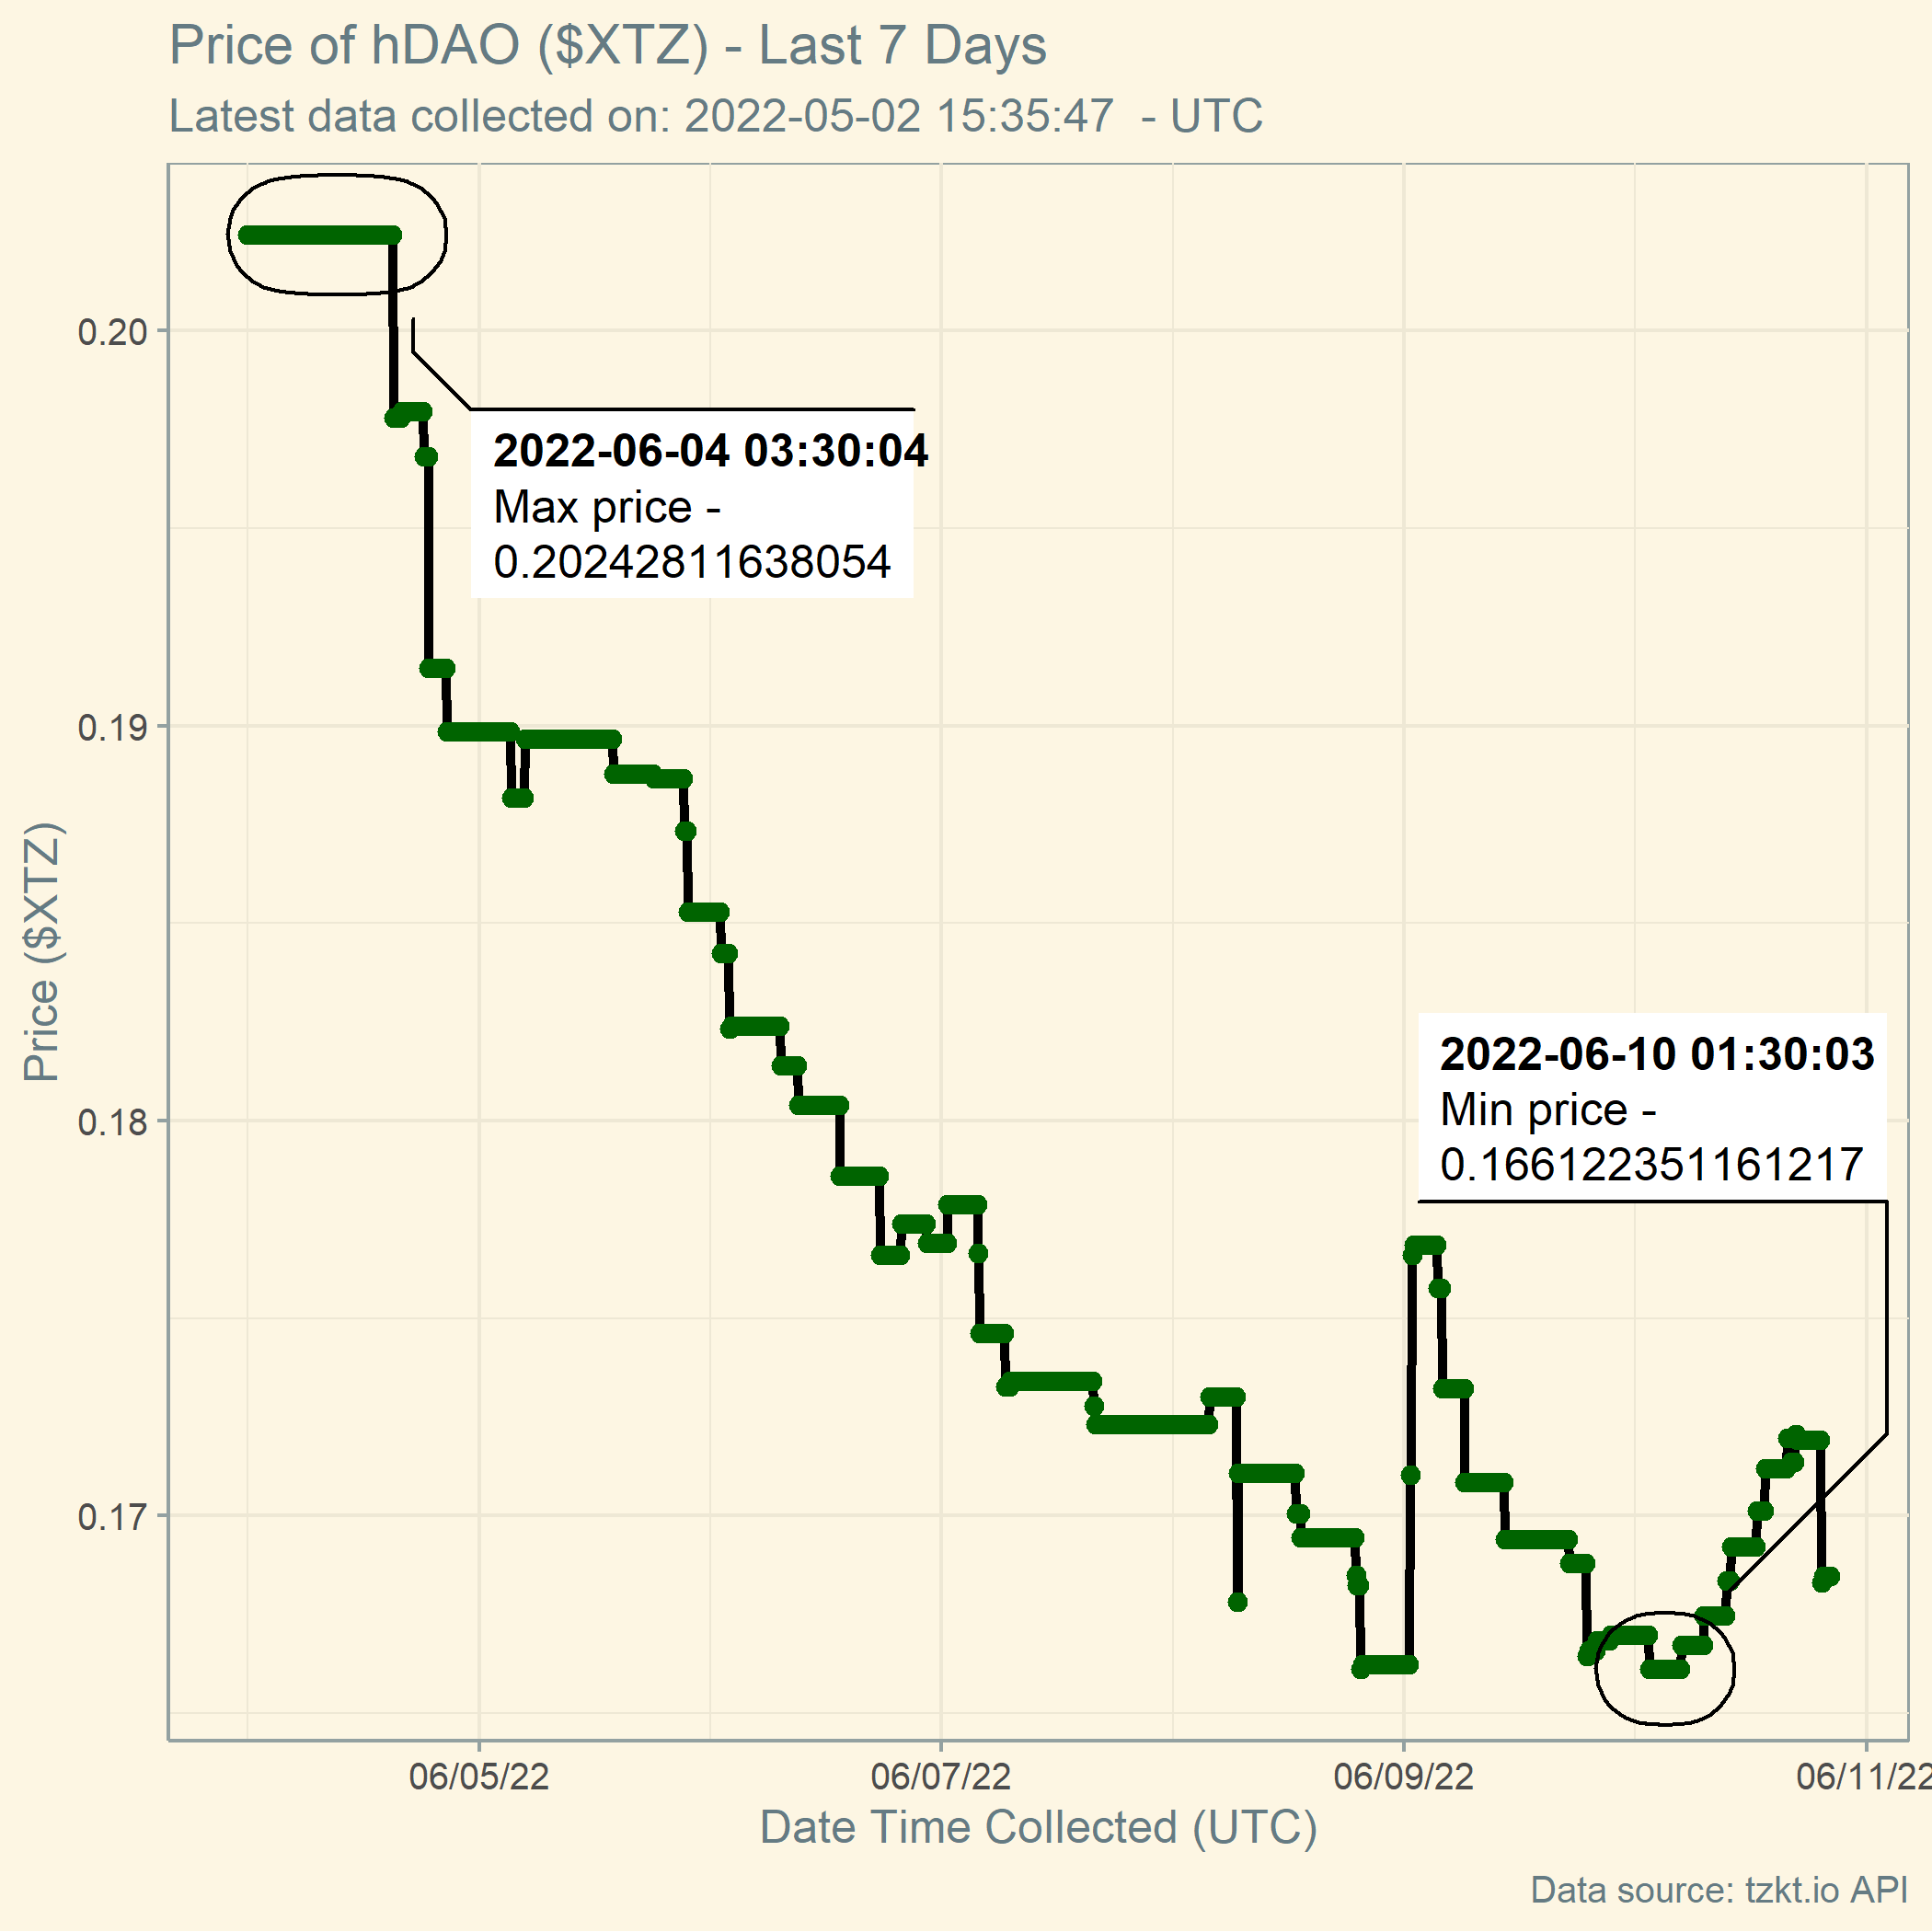 Price of hDAO ($XTZ) - Last 7 Days
Latest data collected on: 2022-05-02 15:35:47  - UTC
0.20
2022-06-04 03:30:04
Max price -
0.20242811638054
0.19
Price ($XTZ)
2022-06-10 01:30:03
Min price -
0.166122351161217
0.18
0.17
06/05/22
06/07/22
06/09/22
06/11/22
Date Time Collected (UTC)
Data source: tzkt.io API